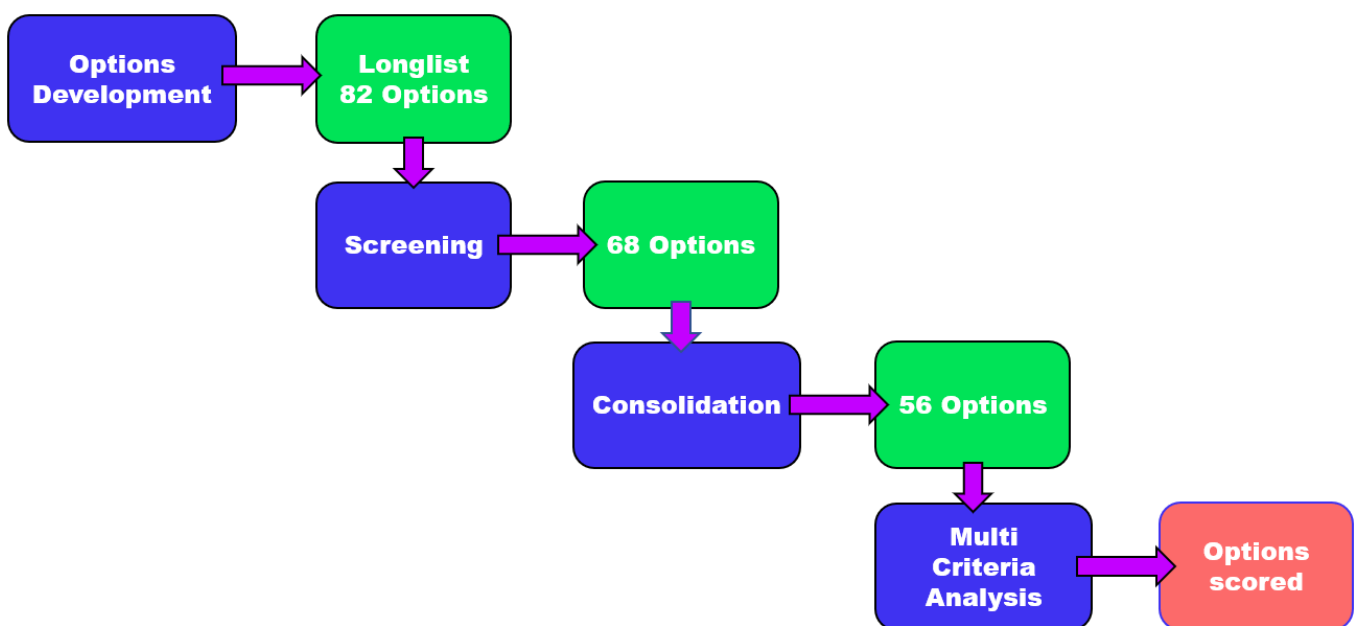 Options
Development
Longlist
82 Options
Screening
68 Options
Consolidation
56 Options
Multi
Criteria
Analysis
Options
scored